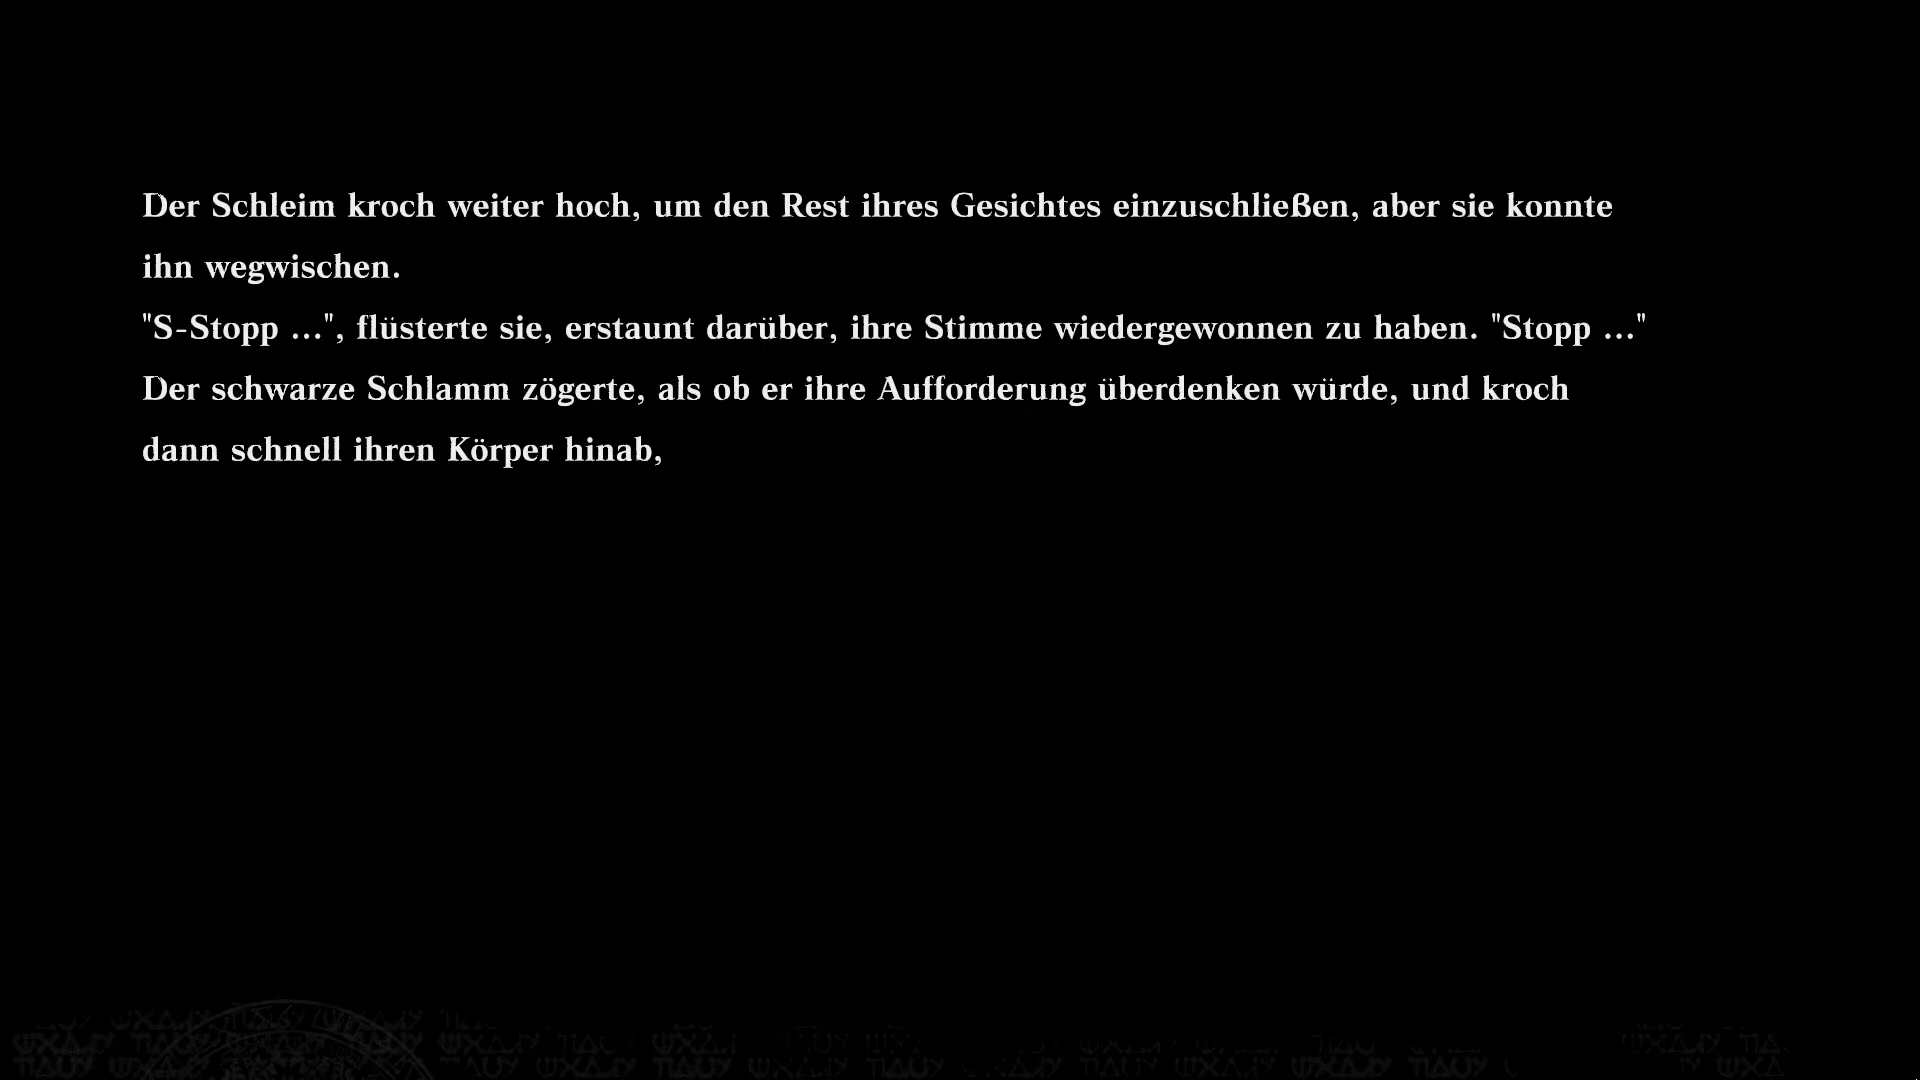 Der Schleim kroch weiter hoch, um den Rest ihres Gesichtes einzuschließen, aber sie konnte
ihn wegwischen.
"S-Stopp ...", flüsterte sie, erstaunt darüber, ihre Stimme wiedergewonnen zu haben. "Stopp ..."
Der schwarze Schlamm zögerte, als ob er ihre Aufforderung überdenken würde, und kroch
dann schnell ihren Körper hinab,